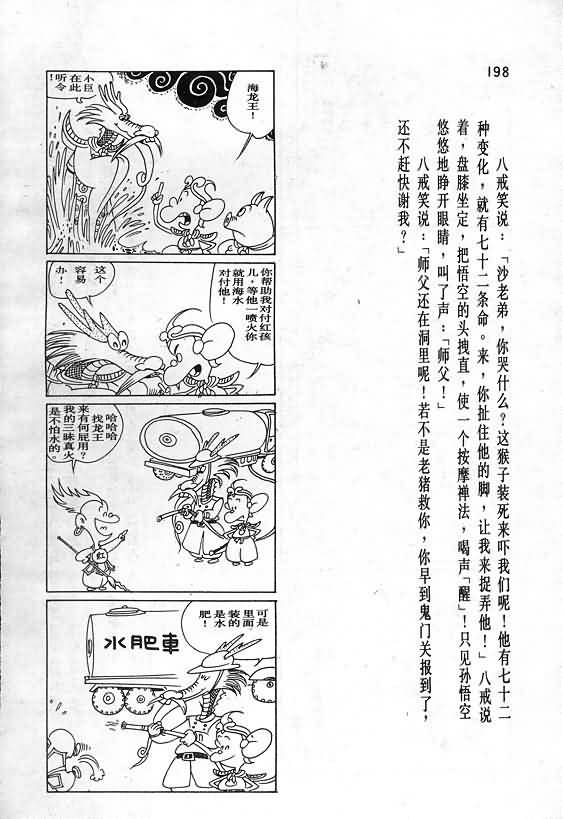 198
八戒笑说：「沙老弟，你哭什么？这猴子装死来吓我们呢！他有七十二
种变化，就有七十二条命。来，你扯住他的脚，让我来捉弄他！」八戒说
着，盘膝坐定，把悟空的头拽直，使一个按摩禅法，喝声「醒」！只见孙悟空
悠悠地睁开眼睛，叫了声：「师父！」
八戒笑说：「师父还在洞里呢！若不是老猪救你，你早到鬼门关报到了，
还不赶快谢我？」
海龙王！
小臣
在此
听令！
你帮助我对付红孩
儿，等他一喷火你
就用海水
对付他！
这个
容易
办！
哈哈哈
找龙王
来有何屁用？
我的三昧真火
是不怕水的。
红
可是
里面
装的
是水
肥！
水肥車